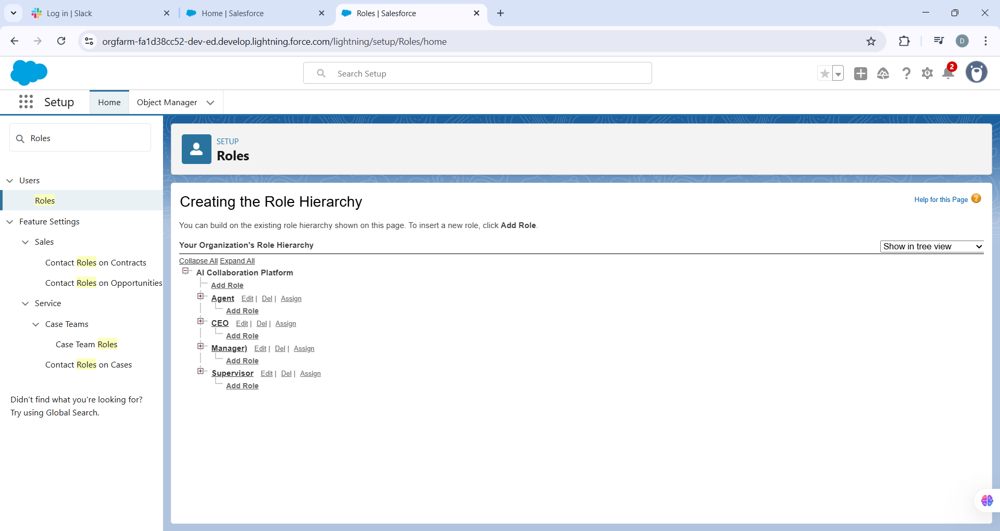 Log in | Slack
Home | Salesforce
Roles | Salesforce
orgfarm-fa1d38cc52-dev-ed.develop.lightning.force.com/lightning/setup/Roles/home
D
Search Setup
2
Setup
Home
Object Manager
Roles
Users
Roles
Feature Settings
Sales
Contact Roles on Contracts
Contact Roles on Opportunities
Service
Case Teams
Case Team Roles
Contact Roles on Cases
Didn't find what you're looking for?
Try using Global Search.
SETUP
Roles
Creating the Role Hierarchy
Help for this Page ?
You can build on the existing role hierarchy shown on this page. To insert a new role, click Add Role.
Your Organization's Role Hierarchy
Show in tree view
Collapse All Expand All
AI Collaboration Platform
Add Role
Agent Edit | Del | Assign
Add Role
CEO Edit | Del | Assign
Add Role
Manager) Edit | Del | Assign
Add Role
Supervisor Edit | Del | Assign
Add Role